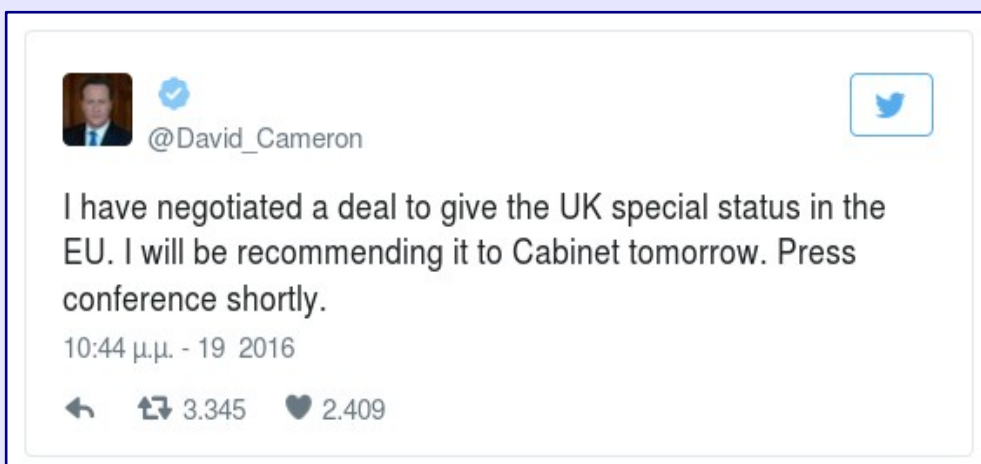 @David_Cameron
I have negotiated a deal to give the UK special status in the
EU. I will be recommending it to Cabinet tomorrow. Press
conference shortly.
10:44 μ.μ. - 19 2016
3.345 2.409